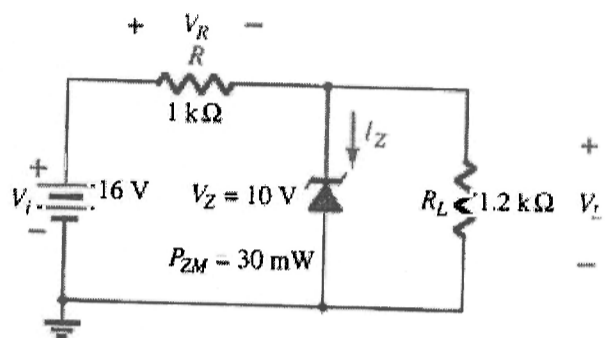 + V_R −
R
1 kΩ
I_Z
+
V_i 16 V
−
V_Z = 10 V
P_ZM = 30 mW
R_L 1.2 kΩ
+
V_L
−